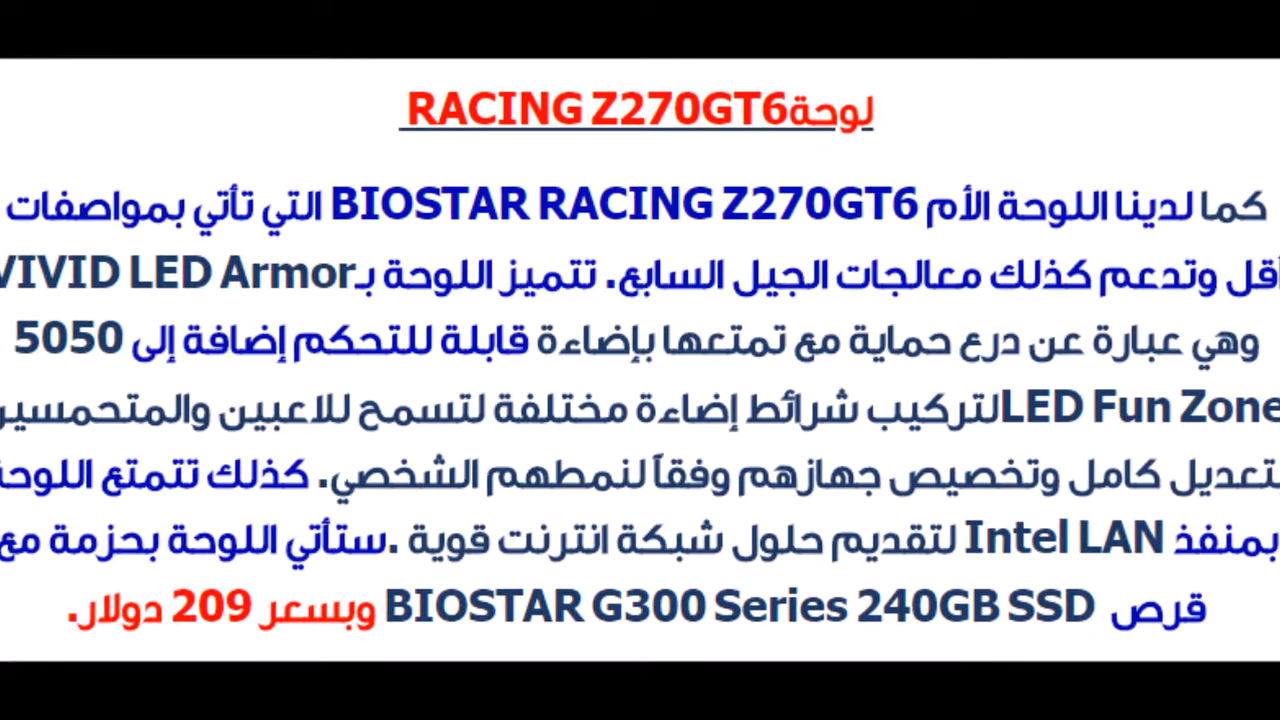 لوحة RACING Z270GT6
كما لدينا اللوحة الأم BIOSTAR RACING Z270GT6 التي تأتي بمواصفات
أقل وتدعم كذلك معالجات الجيل السابع. تتميز اللوحة بـVIVID LED Armor
وهي عبارة عن درع حماية مع تمتعها بإضاءة قابلة للتحكم إضافة إلى 5050
LED Fun Zone لتركيب شرائط إضاءة مختلفة لتسمح للاعبين والمتحمسين
بتعديل كامل وتخصيص جهازهم وفقاً لنمطهم الشخصي. كذلك تتمتع اللوحة
بمنفذ Intel LAN لتقديم حلول شبكة انترنت قوية .ستأتي اللوحة بحزمة مع
قرص BIOSTAR G300 Series 240GB SSD وبسعر 209 دولار.